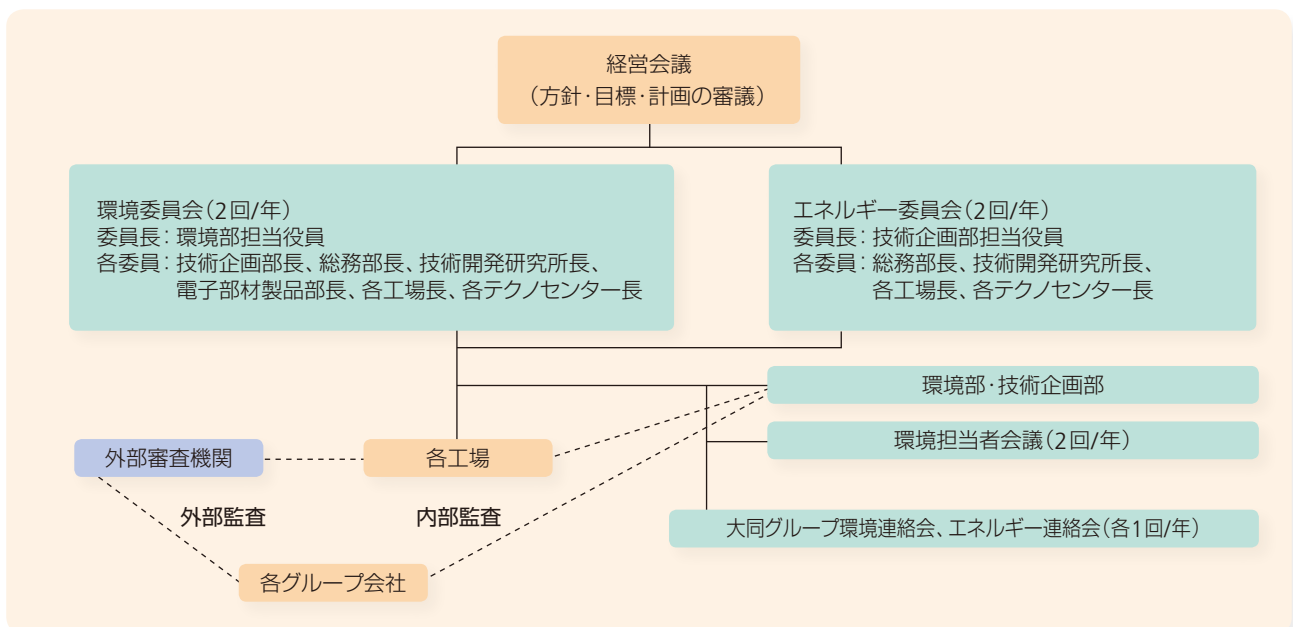 経営会議
（方針・目標・計画の審議）
環境委員会（2回/年）
委員長：環境部担当役員
各委員：技術企画部長、総務部長、技術開発研究所長、
電子部材製品部長、各工場長、各テクノセンター長
エネルギー委員会（2回/年）
委員長：技術企画部担当役員
各委員：総務部長、技術開発研究所長、
各工場長、各テクノセンター長
環境部・技術企画部
環境担当者会議（2回/年）
外部審査機関
各工場
外部監査
内部監査
大同グループ環境連絡会、エネルギー連絡会（各1回/年）
各グループ会社